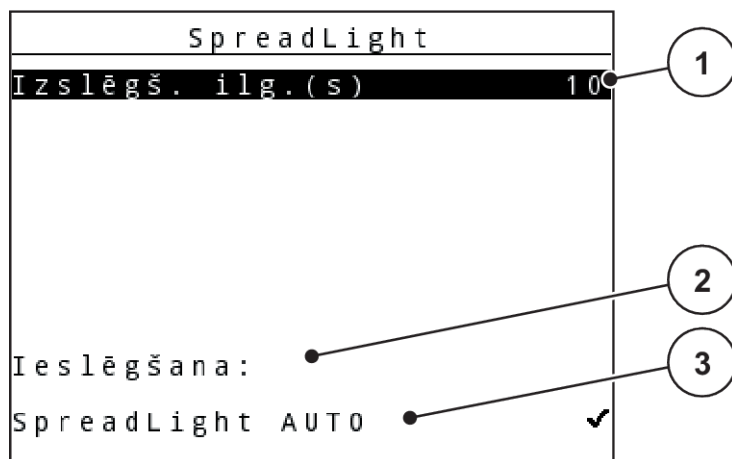 SpreadLight
Izslēgš. ilg.(s) 10
1
2
Ieslēgšana:
3
SpreadLight AUTO ✓